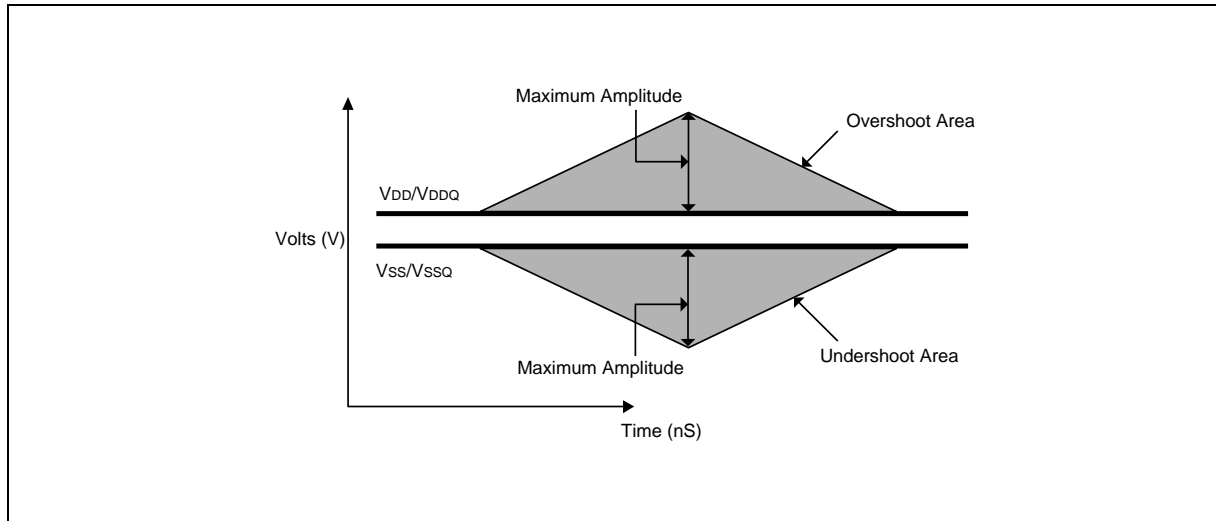 Maximum Amplitude
Overshoot Area
VDD/VDDQ
Volts (V)
VSS/VSSQ
Maximum Amplitude
Undershoot Area
Time (nS)